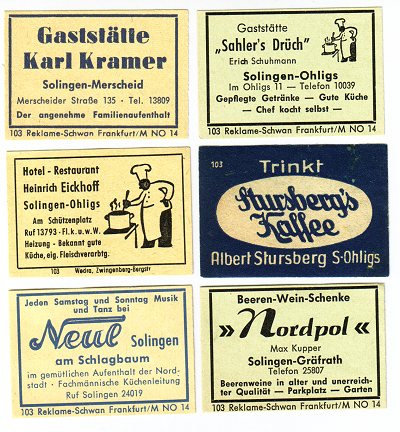 Gaststätte
Karl Kramer
Solingen-Merscheid
Merscheider Straße 135 · Tel. 13809
Der angenehme Familienaufenthalt
103 Reklame-Schwan Frankfurt/M NO 14
Gaststätte
„Sahler's Drüch"
Erich Schuhmann
Solingen-Ohligs
Im Ohligs 11 — Telefon 10039
Gepflegte Getränke — Gute Küche
— Chef kocht selbst —
103 Reklame-Schwan Frankfurt/M NO 14
Hotel - Restaurant
Heinrich Eickhoff
Solingen-Ohligs
Am Schützenplatz
Ruf 13793 · Fl. k. u. w. W.
Heizung - Bekannt gute
Küche, eig. Fleischverarbtg.
103 Wedra, Zwingenberg-Bergstr.
103
Trinkt
Stursberg's
Kaffee
Albert Stursberg S-Ohligs
Jeden Samstag und Sonntag Musik
und Tanz bei
Neul Solingen
am Schlagbaum
im gemütlichen Aufenthalt der Nord-
stadt · Fachmännische Küchenleitung
Ruf Solingen 24019
103 Reklame-Schwan Frankfurt/M NO 14
Beeren-Wein-Schenke
»Nordpol«
Max Kupper
Solingen-Gräfrath
Telefon 25807
Beerenweine in alter und unerreich-
ter Qualität — Parkplatz — Garten
103 Reklame-Schwan Frankfurt/M NO 14